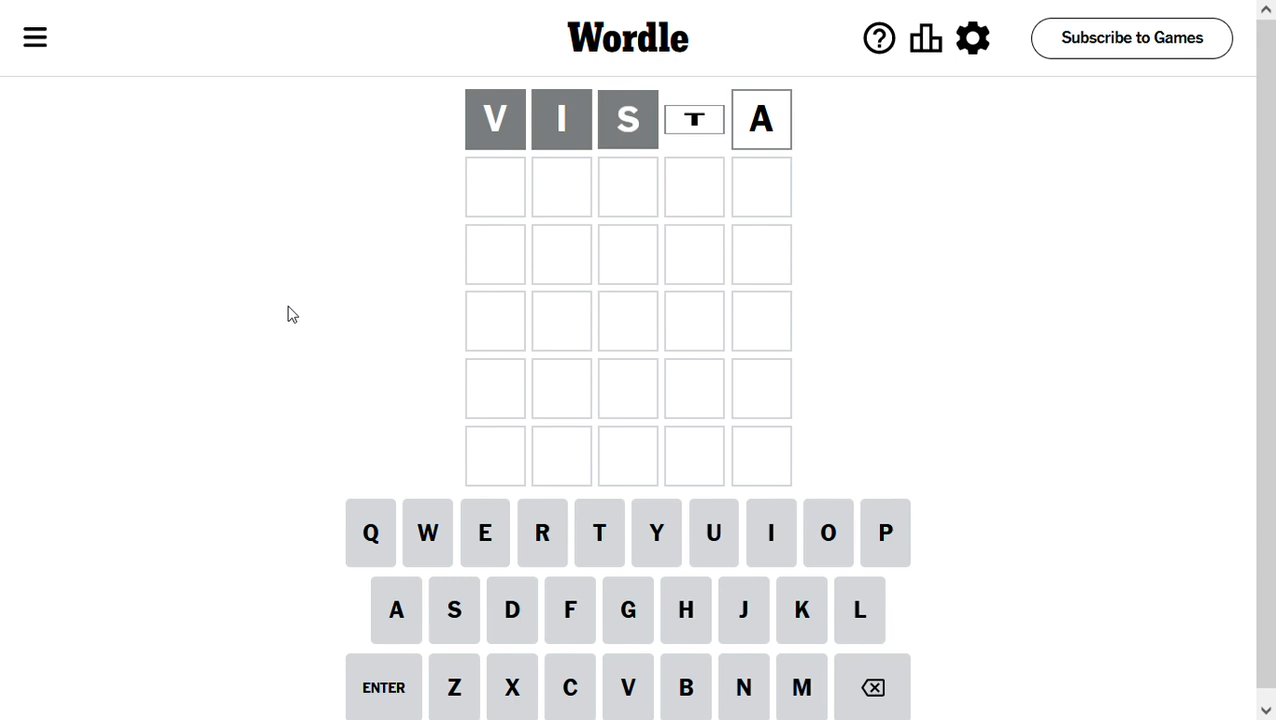 Wordle
Subscribe to Games
V I S T A
Q W E R T Y U I O P
A S D F G H J K L
ENTER Z X C V B N M